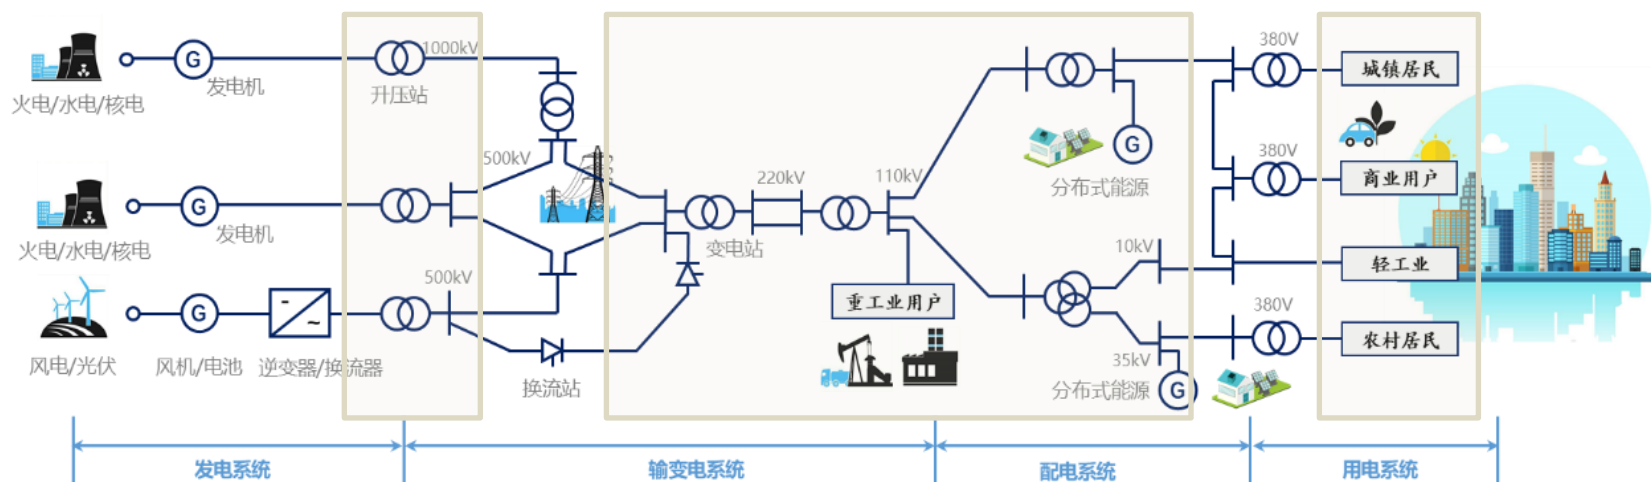 1000kV
380V
G
城镇居民
发电机
火电/水电/核电
升压站
500kV
380V
G
220kV
110kV
分布式能源
商业用户
G
发电机
变电站
10kV
火电/水电/核电
轻工业
500kV
重工业用户
380V
-
~
G
农村居民
35kV
风电/光伏
风机/电池
逆变器/换流器
换流站
分布式能源
G
发电系统
输变电系统
配电系统
用电系统